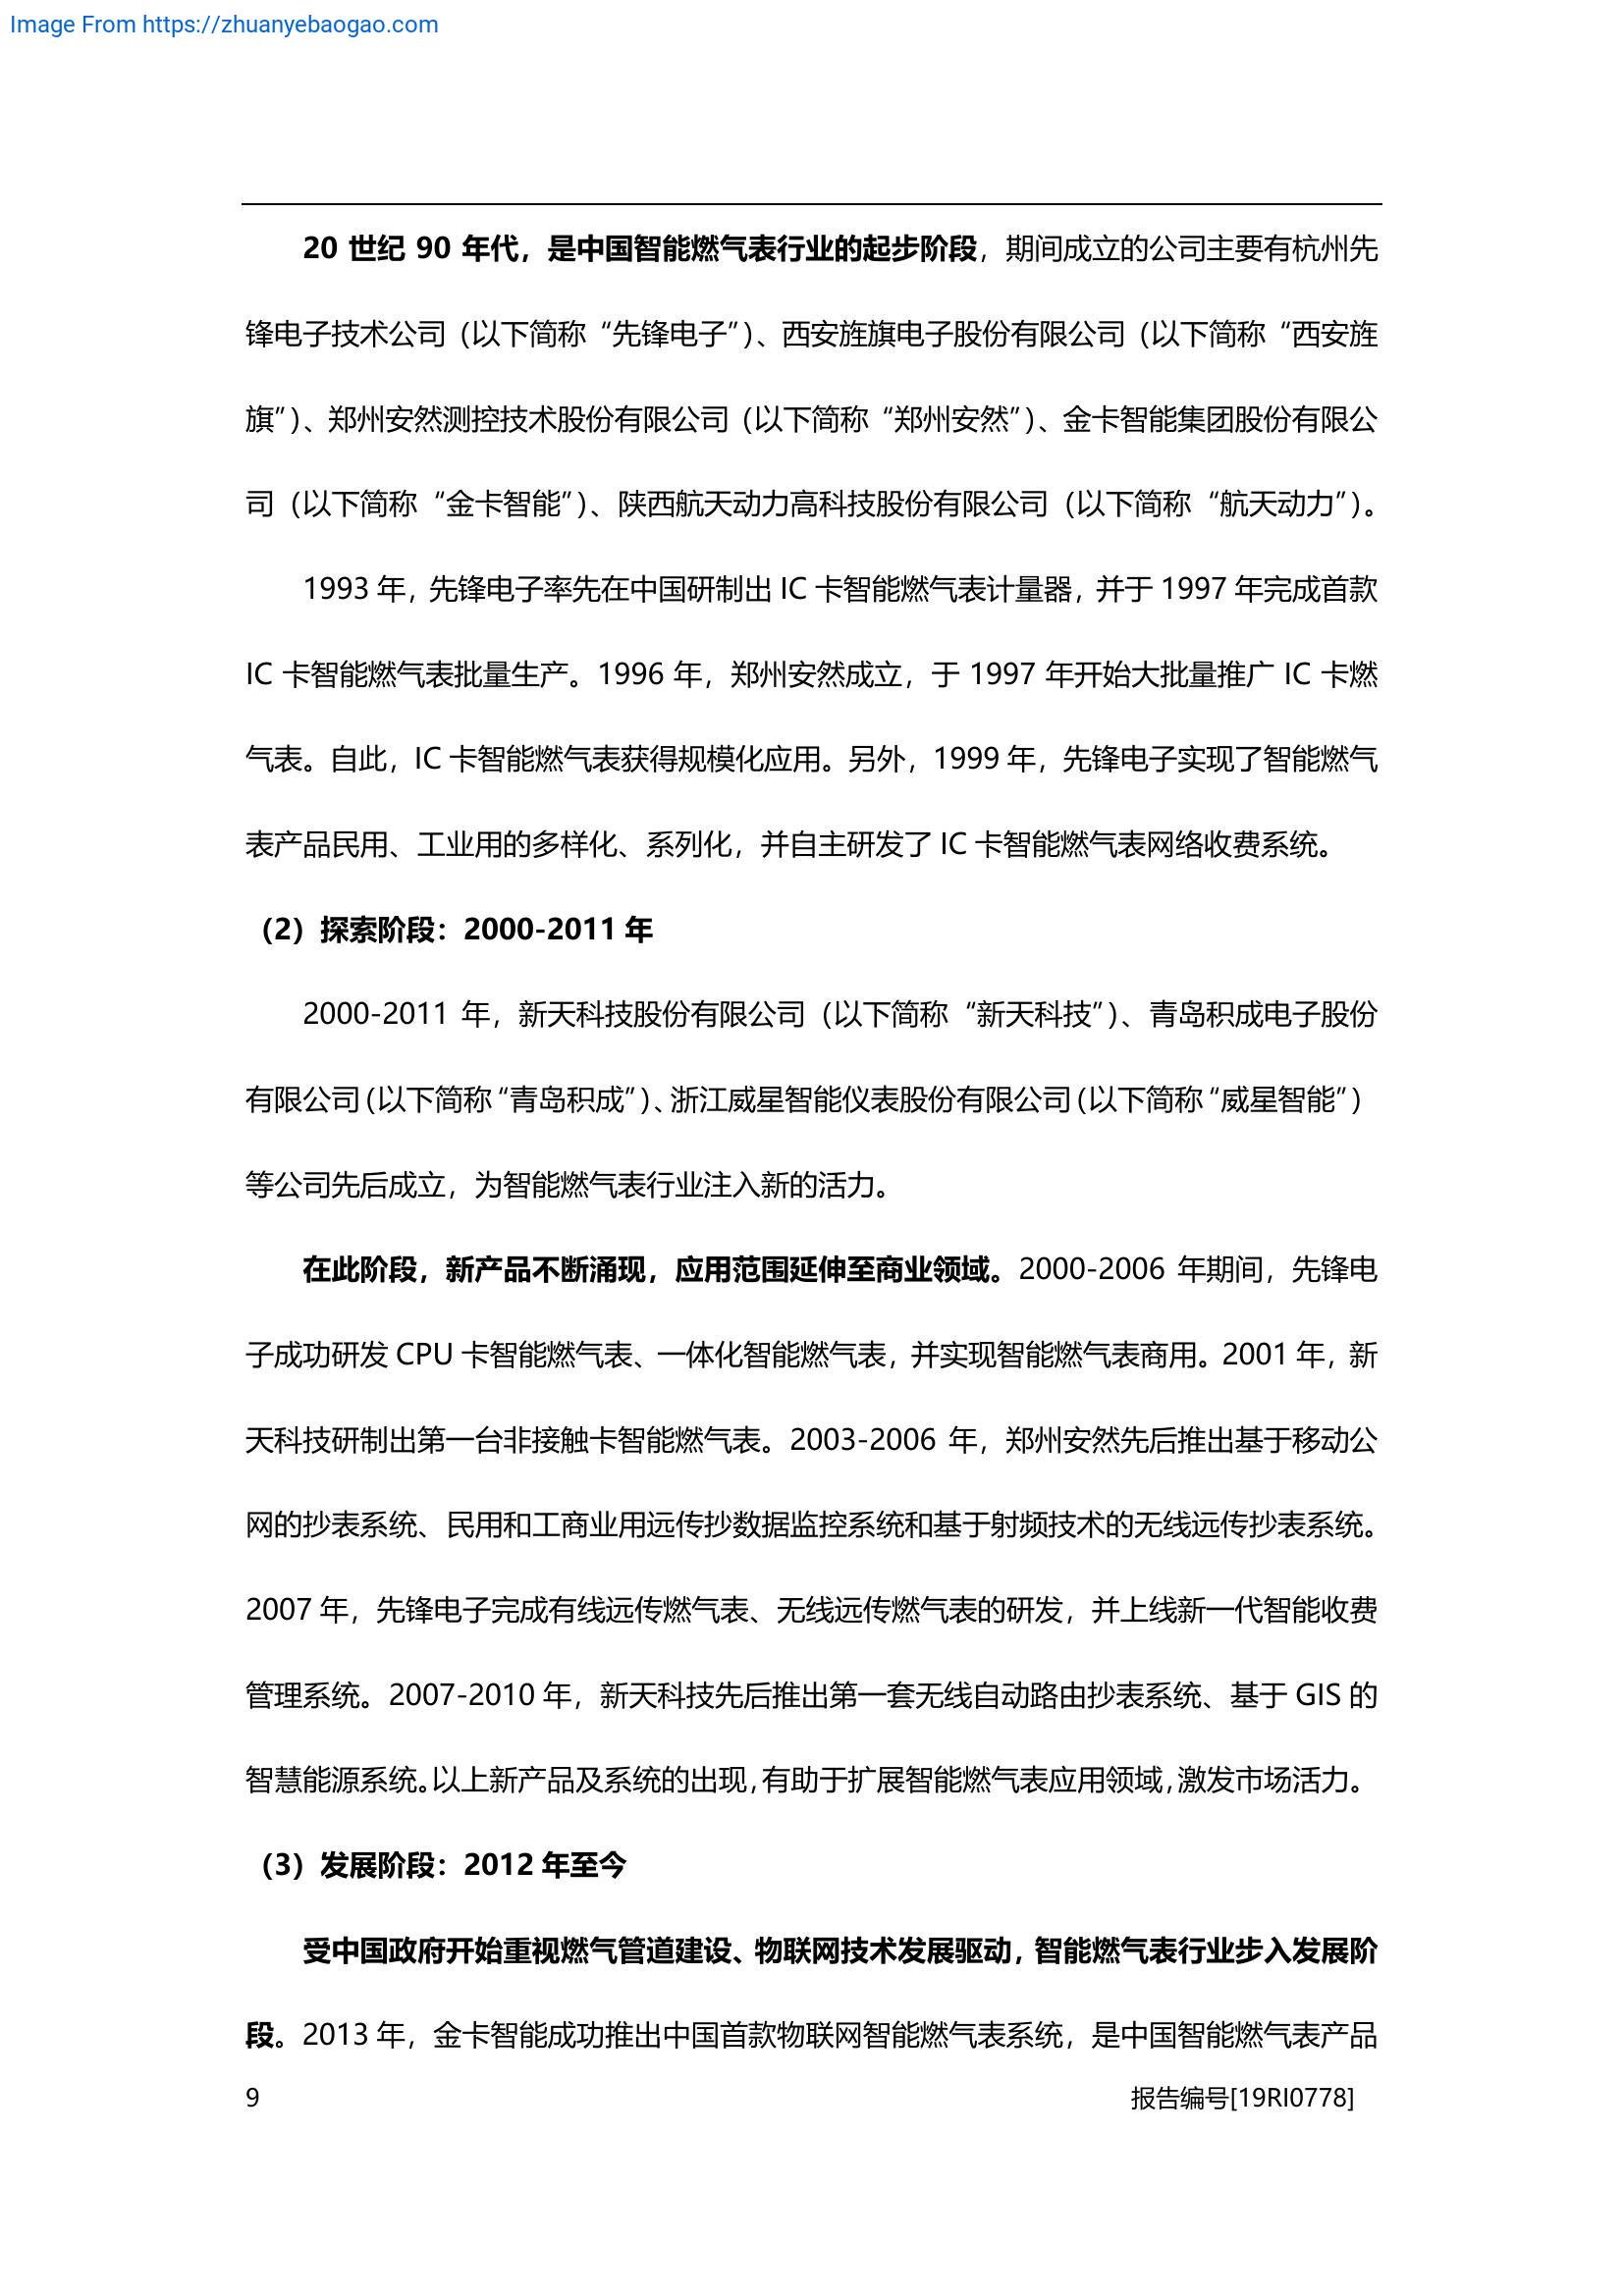 Image From https://zhuanyebaogao.com
20 世纪 90 年代，是中国智能燃气表行业的起步阶段，期间成立的公司主要有杭州先
锋电子技术公司（以下简称“先锋电子”）、西安旌旗电子股份有限公司（以下简称“西安旌
旗”）、郑州安然测控技术股份有限公司（以下简称“郑州安然”）、金卡智能集团股份有限公
司（以下简称“金卡智能”）、陕西航天动力高科技股份有限公司（以下简称“航天动力”）。
1993 年，先锋电子率先在中国研制出 IC 卡智能燃气表计量器，并于 1997 年完成首款
IC 卡智能燃气表批量生产。1996 年，郑州安然成立，于 1997 年开始大批量推广 IC 卡燃
气表。自此，IC 卡智能燃气表获得规模化应用。另外，1999 年，先锋电子实现了智能燃气
表产品民用、工业用的多样化、系列化，并自主研发了 IC 卡智能燃气表网络收费系统。
（2）探索阶段：2000-2011 年
2000-2011 年，新天科技股份有限公司（以下简称“新天科技”）、青岛积成电子股份
有限公司（以下简称“青岛积成”）、浙江威星智能仪表股份有限公司（以下简称“威星智能”）
等公司先后成立，为智能燃气表行业注入新的活力。
在此阶段，新产品不断涌现，应用范围延伸至商业领域。2000-2006 年期间，先锋电
子成功研发 CPU 卡智能燃气表、一体化智能燃气表，并实现智能燃气表商用。2001 年，新
天科技研制出第一台非接触卡智能燃气表。2003-2006 年，郑州安然先后推出基于移动公
网的抄表系统、民用和工商业用远传抄数据监控系统和基于射频技术的无线远传抄表系统。
2007 年，先锋电子完成有线远传燃气表、无线远传燃气表的研发，并上线新一代智能收费
管理系统。2007-2010 年，新天科技先后推出第一套无线自动路由抄表系统、基于 GIS 的
智慧能源系统。以上新产品及系统的出现，有助于扩展智能燃气表应用领域，激发市场活力。
（3）发展阶段：2012 年至今
受中国政府开始重视燃气管道建设、物联网技术发展驱动，智能燃气表行业步入发展阶
段。2013 年，金卡智能成功推出中国首款物联网智能燃气表系统，是中国智能燃气表产品
9
报告编号[19RI0778]